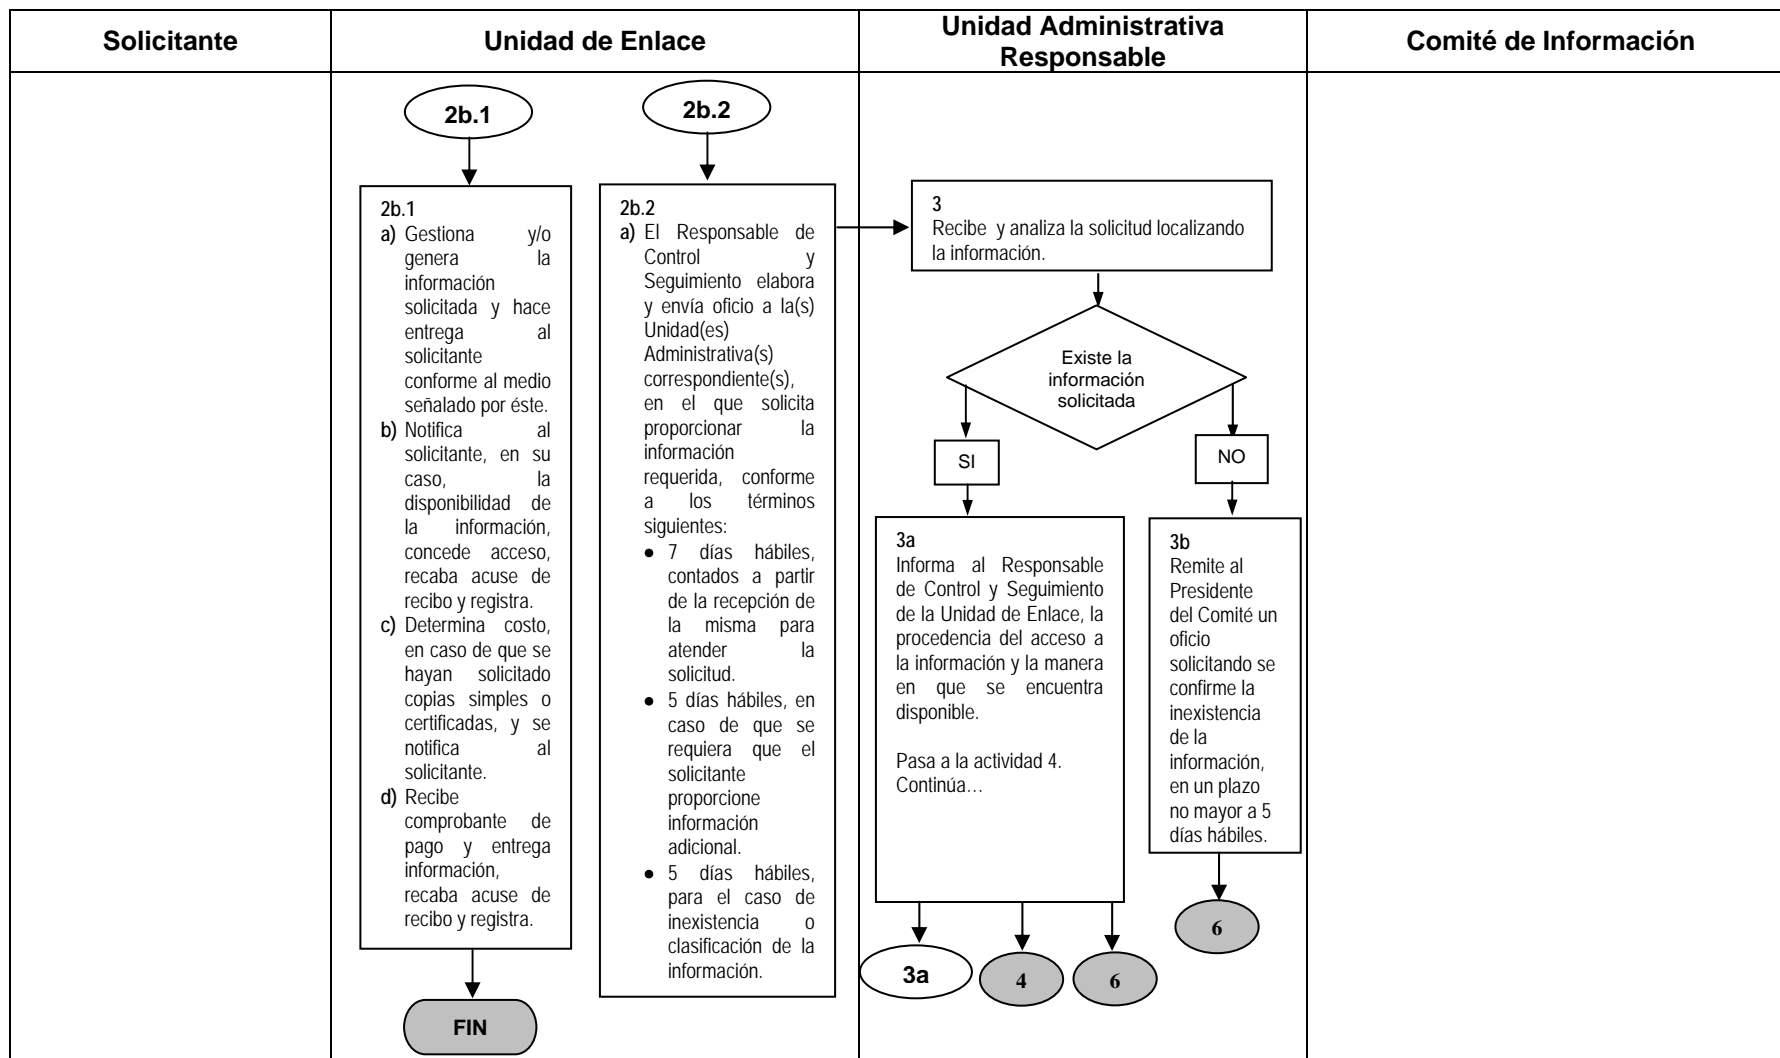 Solicitante
Unidad de Enlace
Unidad Administrativa
Responsable
Comité de Información
2b.1
2b.1
a) Gestiona y/o
genera la
información
solicitada y hace
entrega al
solicitante
conforme al medio
señalado por éste.
b) Notifica al
solicitante, en su
caso, la
disponibilidad de
la información,
concede acceso,
recaba acuse de
recibo y registra.
c) Determina costo,
en caso de que se
hayan solicitado
copias simples o
certificadas, y se
notifica al
solicitante.
d) Recibe
comprobante de
pago y entrega
información,
recaba acuse de
recibo y registra.
FIN
2b.2
2b.2
a) El Responsable de
Control y
Seguimiento elabora
y envía oficio a la(s)
Unidad(es)
Administrativa(s)
correspondiente(s),
en el que solicita
proporcionar la
información
requerida, conforme
a los términos
siguientes:
• 7 días hábiles,
contados a partir
de la recepción de
la misma para
atender la
solicitud.
• 5 días hábiles, en
caso de que se
requiera que el
solicitante
proporcione
información
adicional.
• 5 días hábiles,
para el caso de
inexistencia o
clasificación de la
información.
3
Recibe y analiza la solicitud localizando
la información.
Existe la
información
solicitada
SI
NO
3a
Informa al Responsable
de Control y Seguimiento
de la Unidad de Enlace, la
procedencia del acceso a
la información y la manera
en que se encuentra
disponible.
Pasa a la actividad 4.
Continúa…
3a
4
6
3b
Remite al
Presidente
del Comité un
oficio
solicitando se
confirme la
inexistencia
de la
información,
en un plazo
no mayor a 5
días hábiles.
6